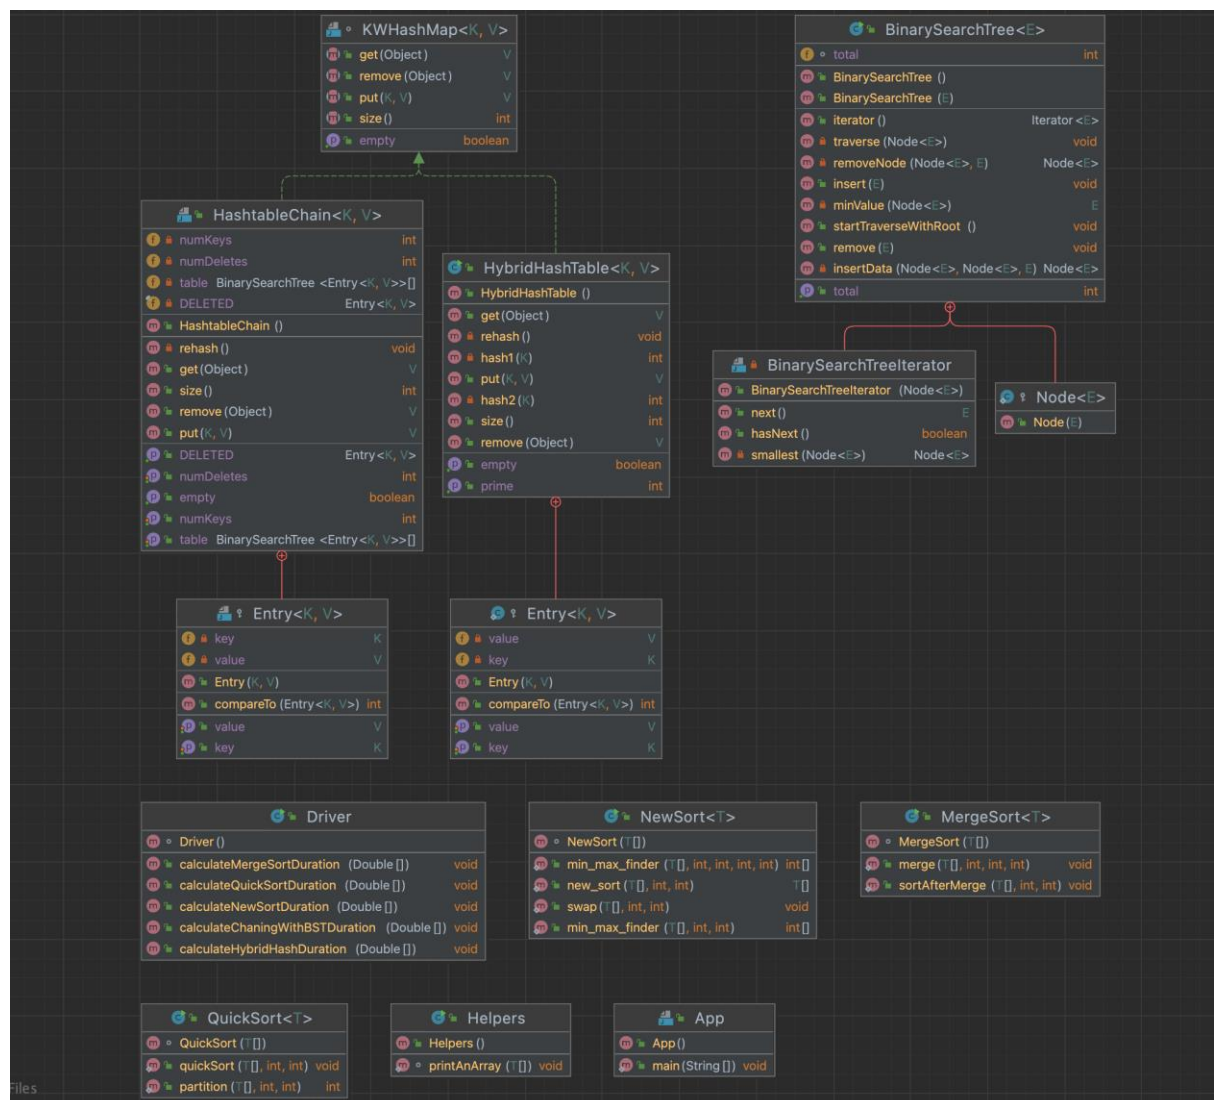 KWHashMap<K, V>
get(Object) V
remove(Object) V
put(K, V) V
size() int
empty boolean
BinarySearchTree<E>
total int
BinarySearchTree ()
BinarySearchTree (E)
iterator() Iterator<E>
traverse (Node<E>) void
removeNode (Node<E>, E) Node<E>
insert(E) void
minValue(Node<E>) E
startTraverseWithRoot () void
remove(E) void
insertData (Node<E>, Node<E>, E) Node<E>
total int
HashtableChain<K, V>
numKeys int
numDeletes int
table BinarySearchTree <Entry<K, V>>[]
DELETED Entry<K, V>
HashtableChain ()
rehash() void
get(Object) V
size() int
remove(Object) V
put(K, V) V
DELETED Entry<K, V>
numDeletes int
empty boolean
numKeys int
table BinarySearchTree <Entry<K, V>>[]
HybridHashTable<K, V>
HybridHashTable ()
get(Object) V
rehash() void
hash1(K) int
put(K, V) V
hash2(K) int
size() int
remove(Object) V
empty boolean
prime int
BinarySearchTreeIterator
BinarySearchTreeIterator (Node<E>)
next() E
hasNext() boolean
smallest(Node<E>) Node<E>
Node<E>
Node(E)
Entry<K, V>
key K
value V
Entry(K, V)
compareTo (Entry<K, V>) int
value V
key K
Entry<K, V>
value V
key K
Entry(K, V)
compareTo (Entry<K, V>) int
value V
key K
Driver
Driver()
calculateMergeSortDuration (Double[]) void
calculateQuickSortDuration (Double[]) void
calculateNewSortDuration (Double[]) void
calculateChaningWithBSTDuration (Double[]) void
calculateHybridHashDuration (Double[]) void
NewSort<T>
NewSort(T[])
min_max_finder (T[], int, int, int, int) int[]
new_sort (T[], int, int) T[]
swap(T[], int, int) void
min_max_finder (T[], int, int) int[]
MergeSort<T>
MergeSort (T[])
merge(T[], int, int, int) void
sortAfterMerge (T[], int, int) void
QuickSort<T>
QuickSort (T[])
quickSort (T[], int, int) void
partition (T[], int, int) int
Helpers
Helpers()
printAnArray (T[]) void
App
App()
main(String[]) void
Files